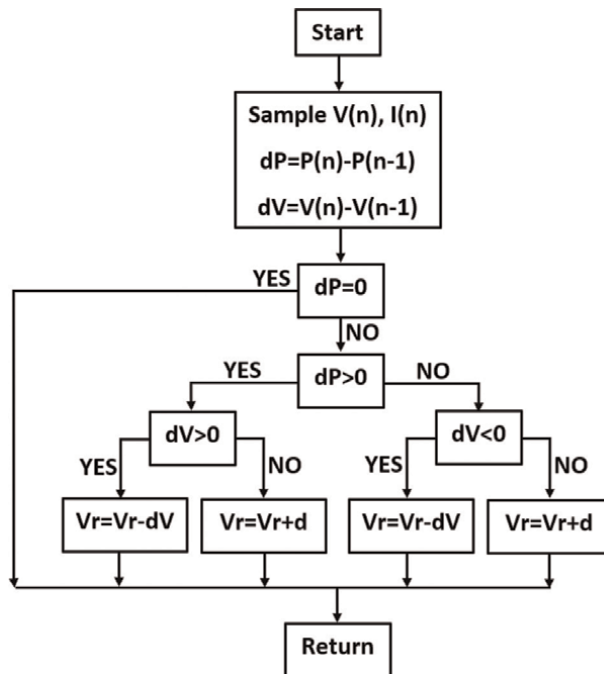 Start
Sample V(n), I(n)
dP=P(n)-P(n-1)
dV=V(n)-V(n-1)
YES
dP=0
NO
YES
dP>0
NO
dV>0
dV<0
YES
NO
YES
NO
Vr=Vr-dV
Vr=Vr+d
Vr=Vr-dV
Vr=Vr+d
Return